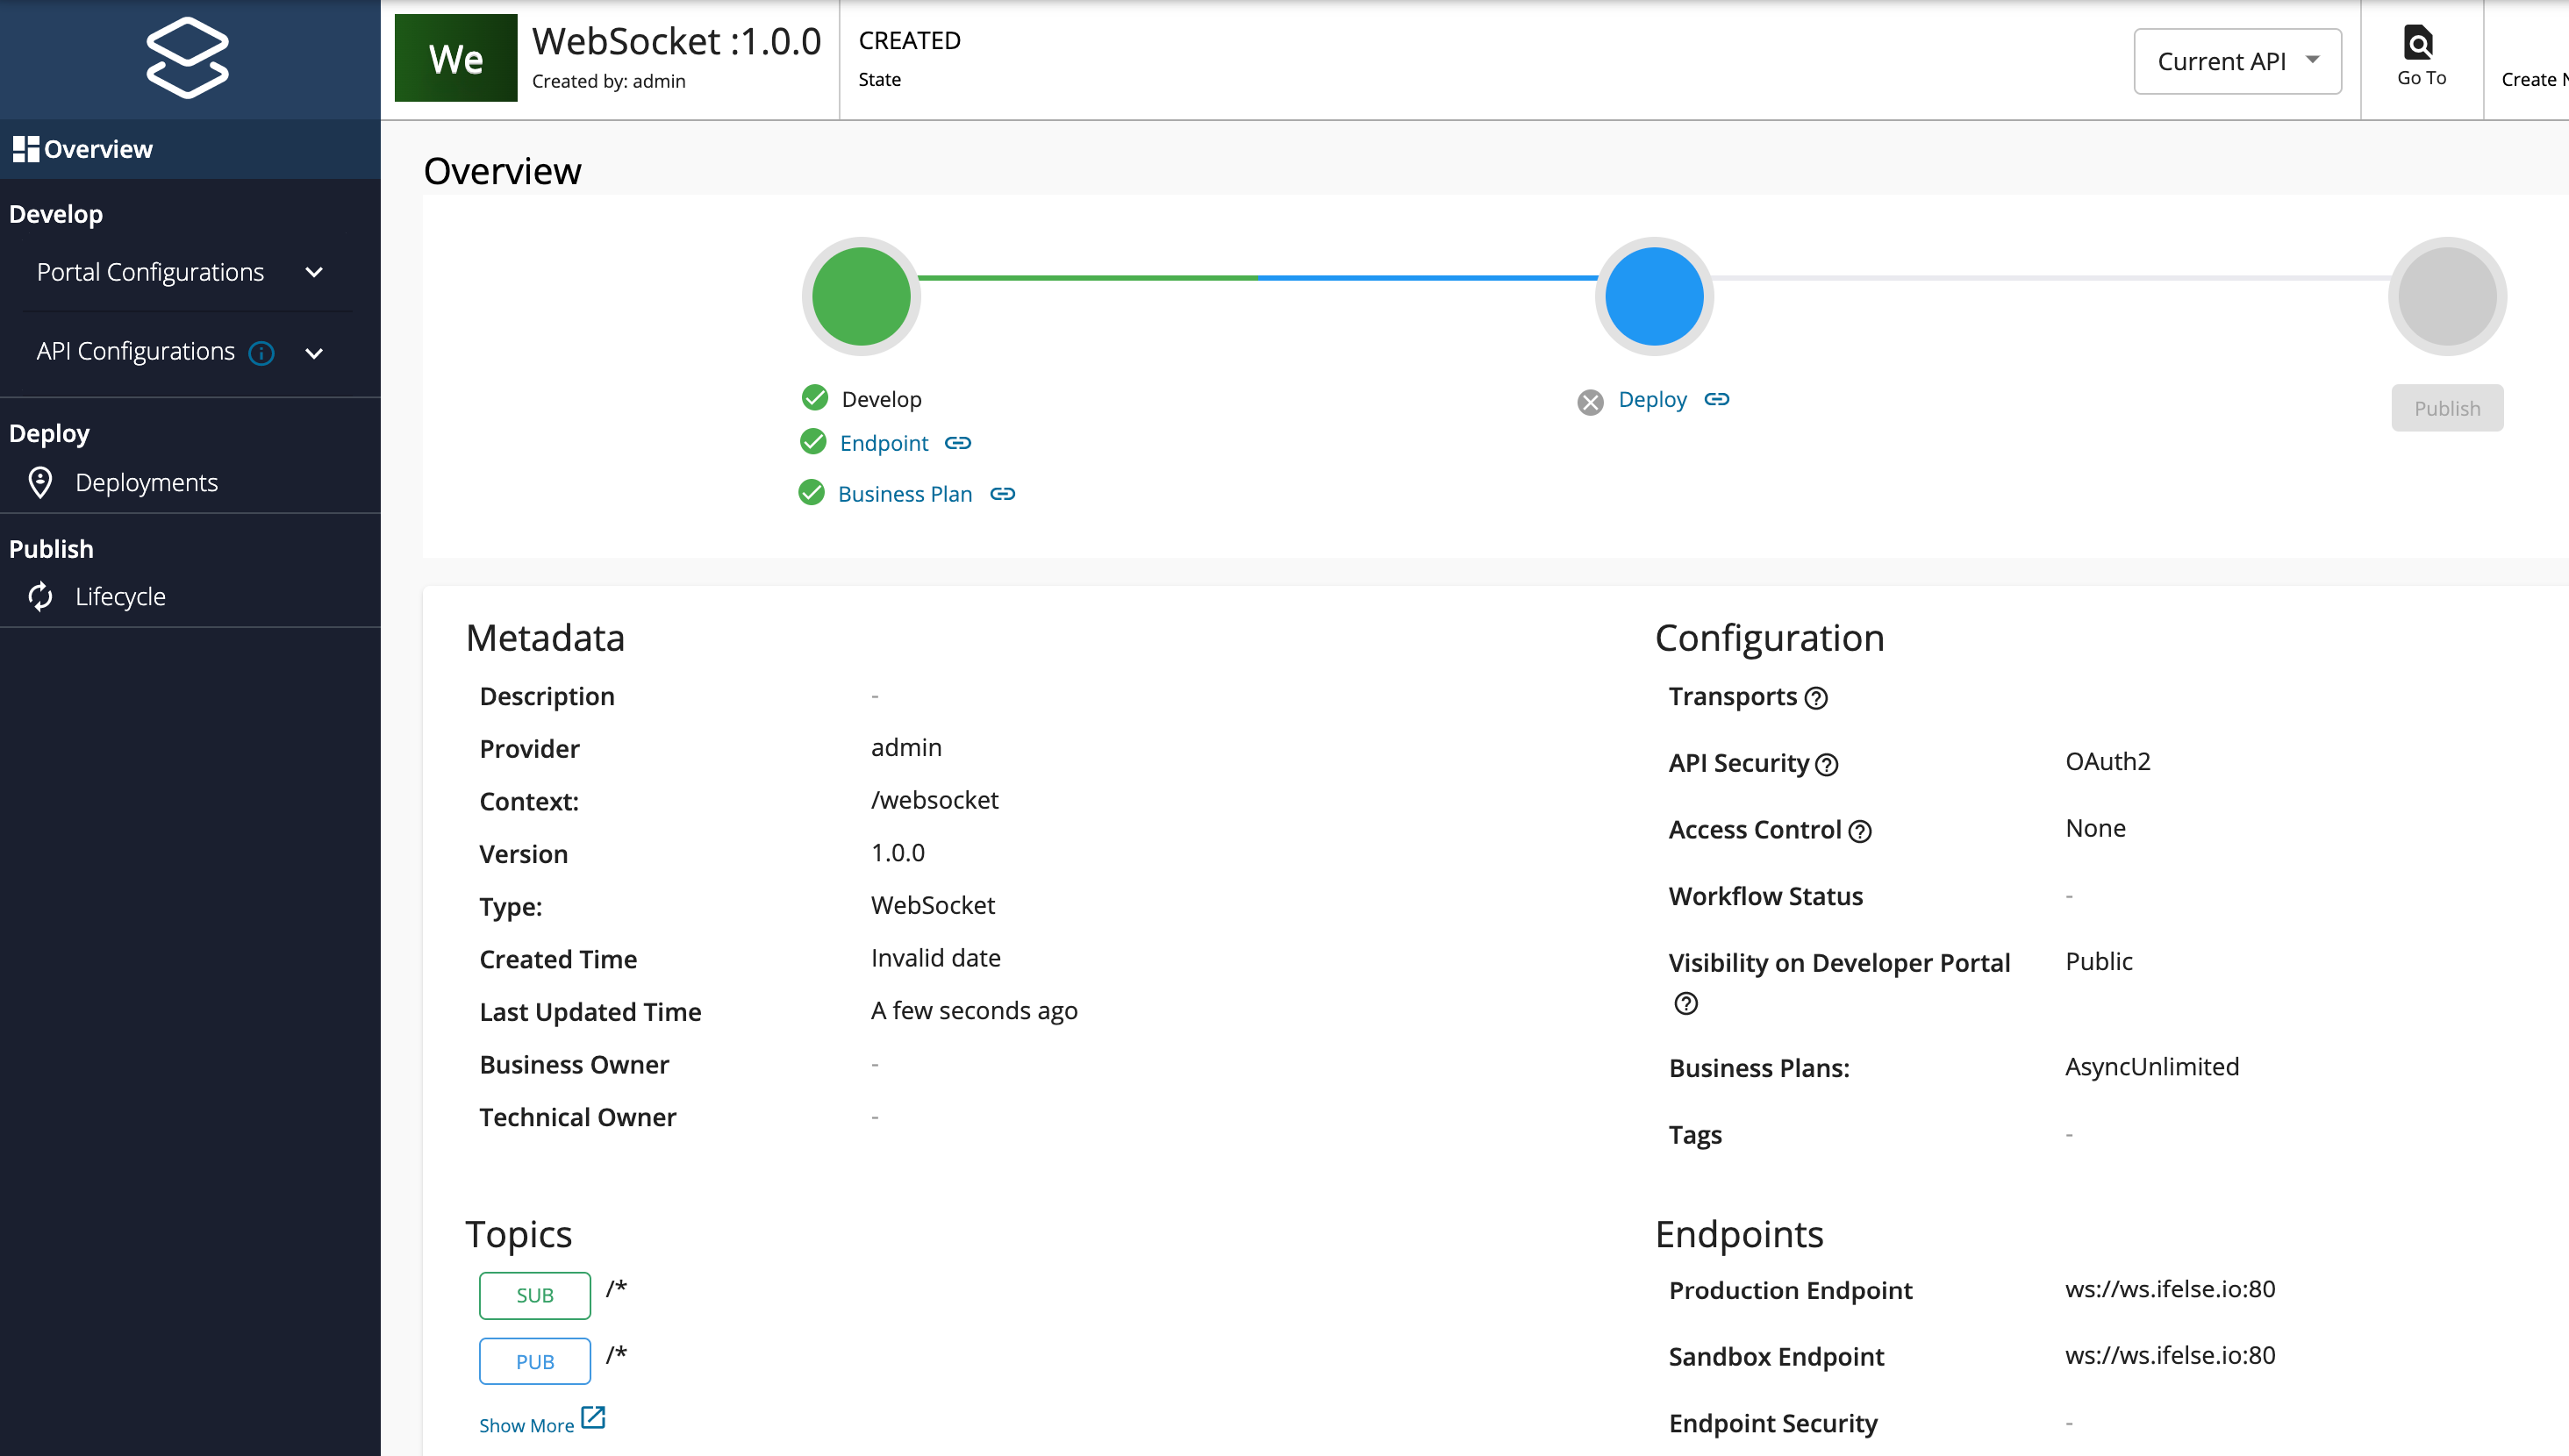 We
WebSocket :1.0.0
Created by: admin
CREATED
State
Current API
Go To
Create N
Overview
Develop
Portal Configurations
API Configurations
Deploy
Deployments
Publish
Lifecycle
Overview
Develop
Endpoint
Business Plan
Deploy
Publish
Metadata
Description -
Provider admin
Context: /websocket
Version 1.0.0
Type: WebSocket
Created Time Invalid date
Last Updated Time A few seconds ago
Business Owner -
Technical Owner -
Configuration
Transports
API Security OAuth2
Access Control None
Workflow Status -
Visibility on Developer Portal Public
Business Plans: AsyncUnlimited
Tags -
Topics
SUB /*
PUB /*
Show More
Endpoints
Production Endpoint ws://ws.ifelse.io:80
Sandbox Endpoint ws://ws.ifelse.io:80
Endpoint Security -